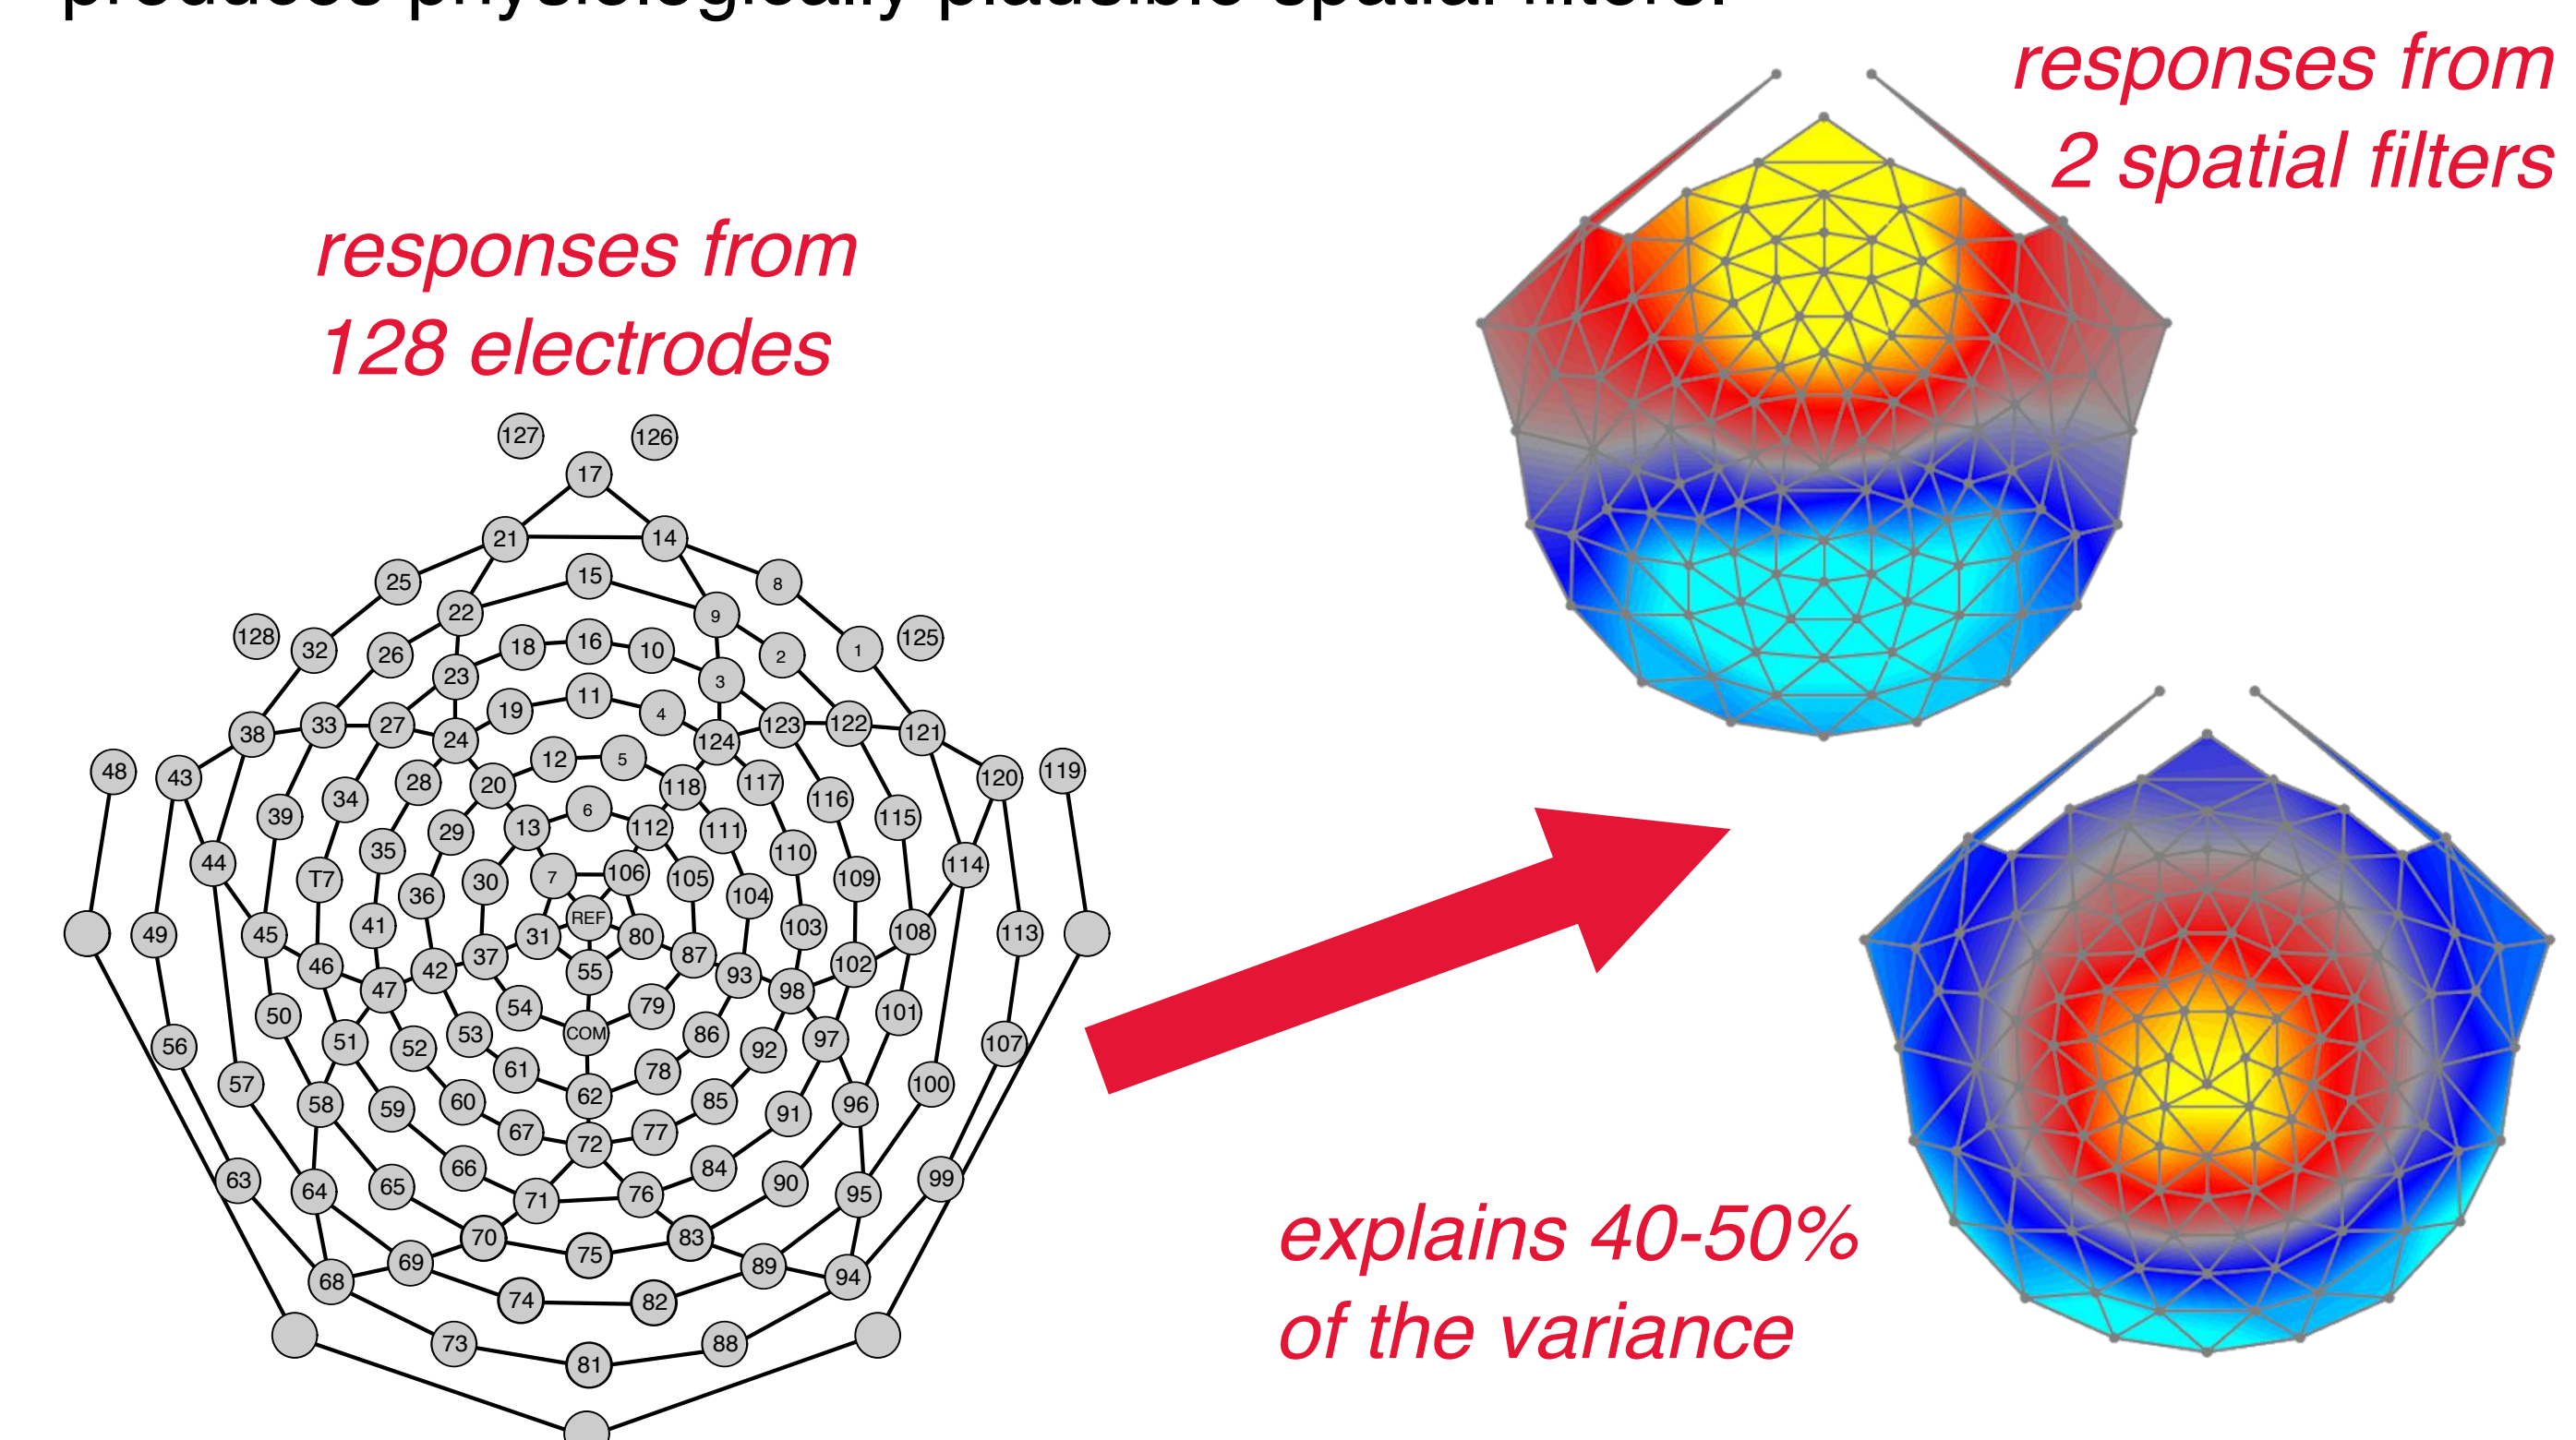 produces physiologically plausible spatial filters.
responses from
2 spatial filters
responses from
128 electrodes
127 126
17
21 14
15
25 8
22 9
128 32 26 18 16 10 2 1 125
23 3
19 11 4
38 33 27 24 124 123 122 121
48 43 28 20 12 5 118 117 120 119
39 34 29 13 6 112 111 116 115
44 35 110 114
T7 36 30 7 106 105 104 109
49 45 41 37 31 REF 80 87 103 108 113
46 47 42 55 93 98 102
50 54 79 101
56 51 52 53 COM 86 92 97 107
57 61 78 100
58 59 60 62 85 91 96
67 72 77
63 64 65 66 71 76 84 90 95 99
70 75 83
68 69 89 94
74 82
73 81 88
explains 40-50%
of the variance